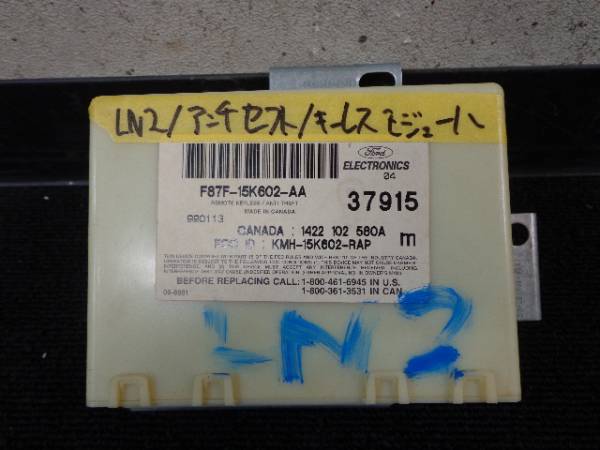 LN2/アンチセフト/キーレスモジュール
Ford
ELECTRONICS
04
F87F-15K602-AA
REMOTE KEYLESS / ANTI THEFT
MADE IN CANADA
37915
990113
CANADA : 1422 102 580A
FCC ID : KMH-15K602-RAP
m
BEFORE REPLACING CALL: 1-800-461-6945 IN U.S.
1-800-361-3531 IN CAN.
LN2